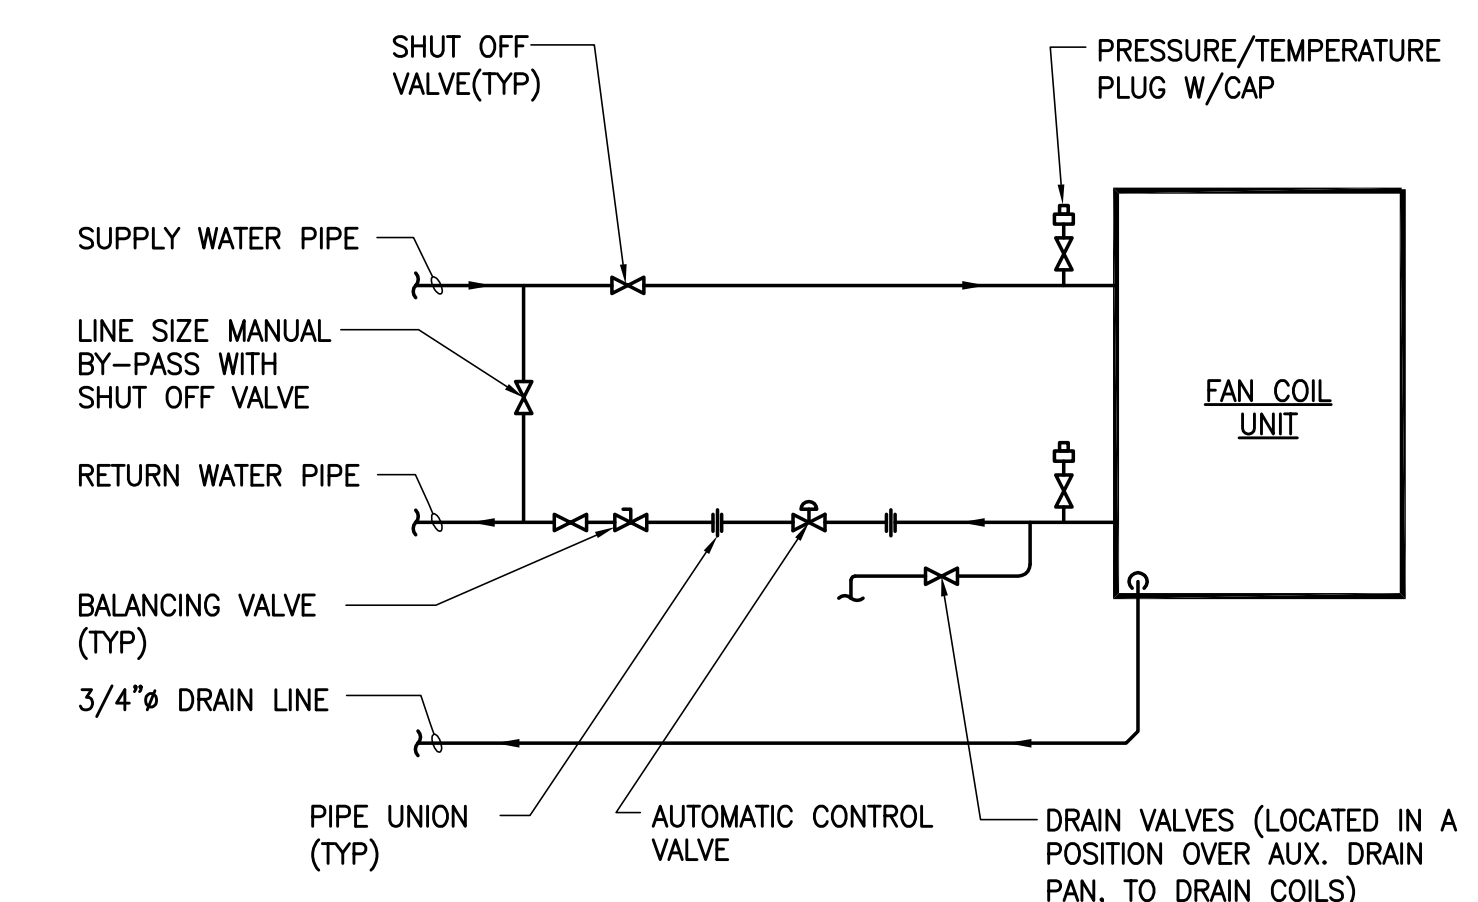 SHUT OFF
VALVE(TYP)
PRESSURE/TEMPERATURE
PLUG W/CAP
SUPPLY WATER PIPE
LINE SIZE MANUAL
BY-PASS WITH
SHUT OFF VALVE
FAN COIL
UNIT
RETURN WATER PIPE
BALANCING VALVE
(TYP)
3/4"ø DRAIN LINE
PIPE UNION
(TYP)
AUTOMATIC CONTROL
VALVE
DRAIN VALVES (LOCATED IN A
POSITION OVER AUX. DRAIN
PAN, TO DRAIN COILS)